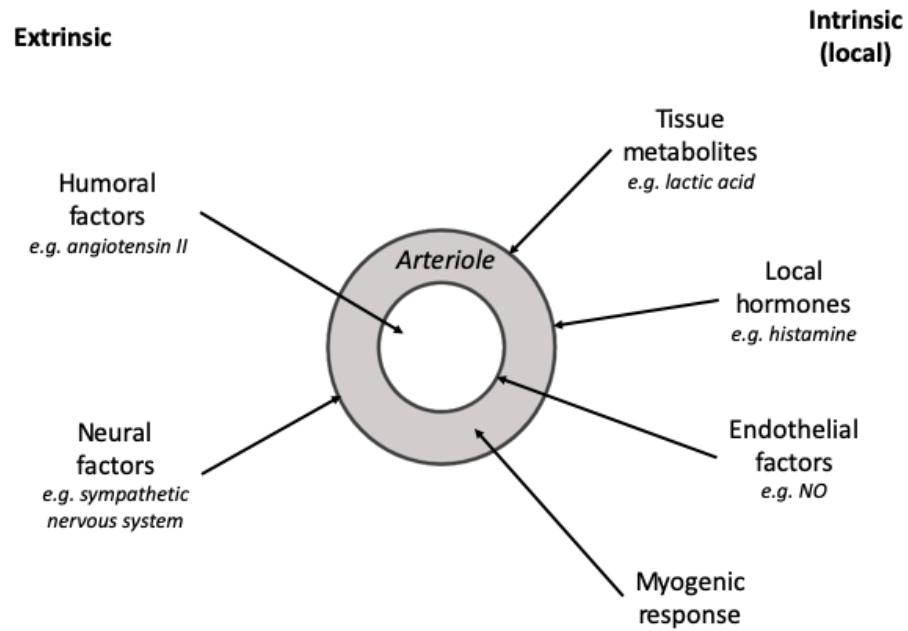 Extrinsic
Intrinsic
(local)
Tissue
metabolites
e.g. lactic acid
Humoral
factors
e.g. angiotensin II
Arteriole
Local
hormones
e.g. histamine
Neural
factors
e.g. sympathetic
nervous system
Endothelial
factors
e.g. NO
Myogenic
response